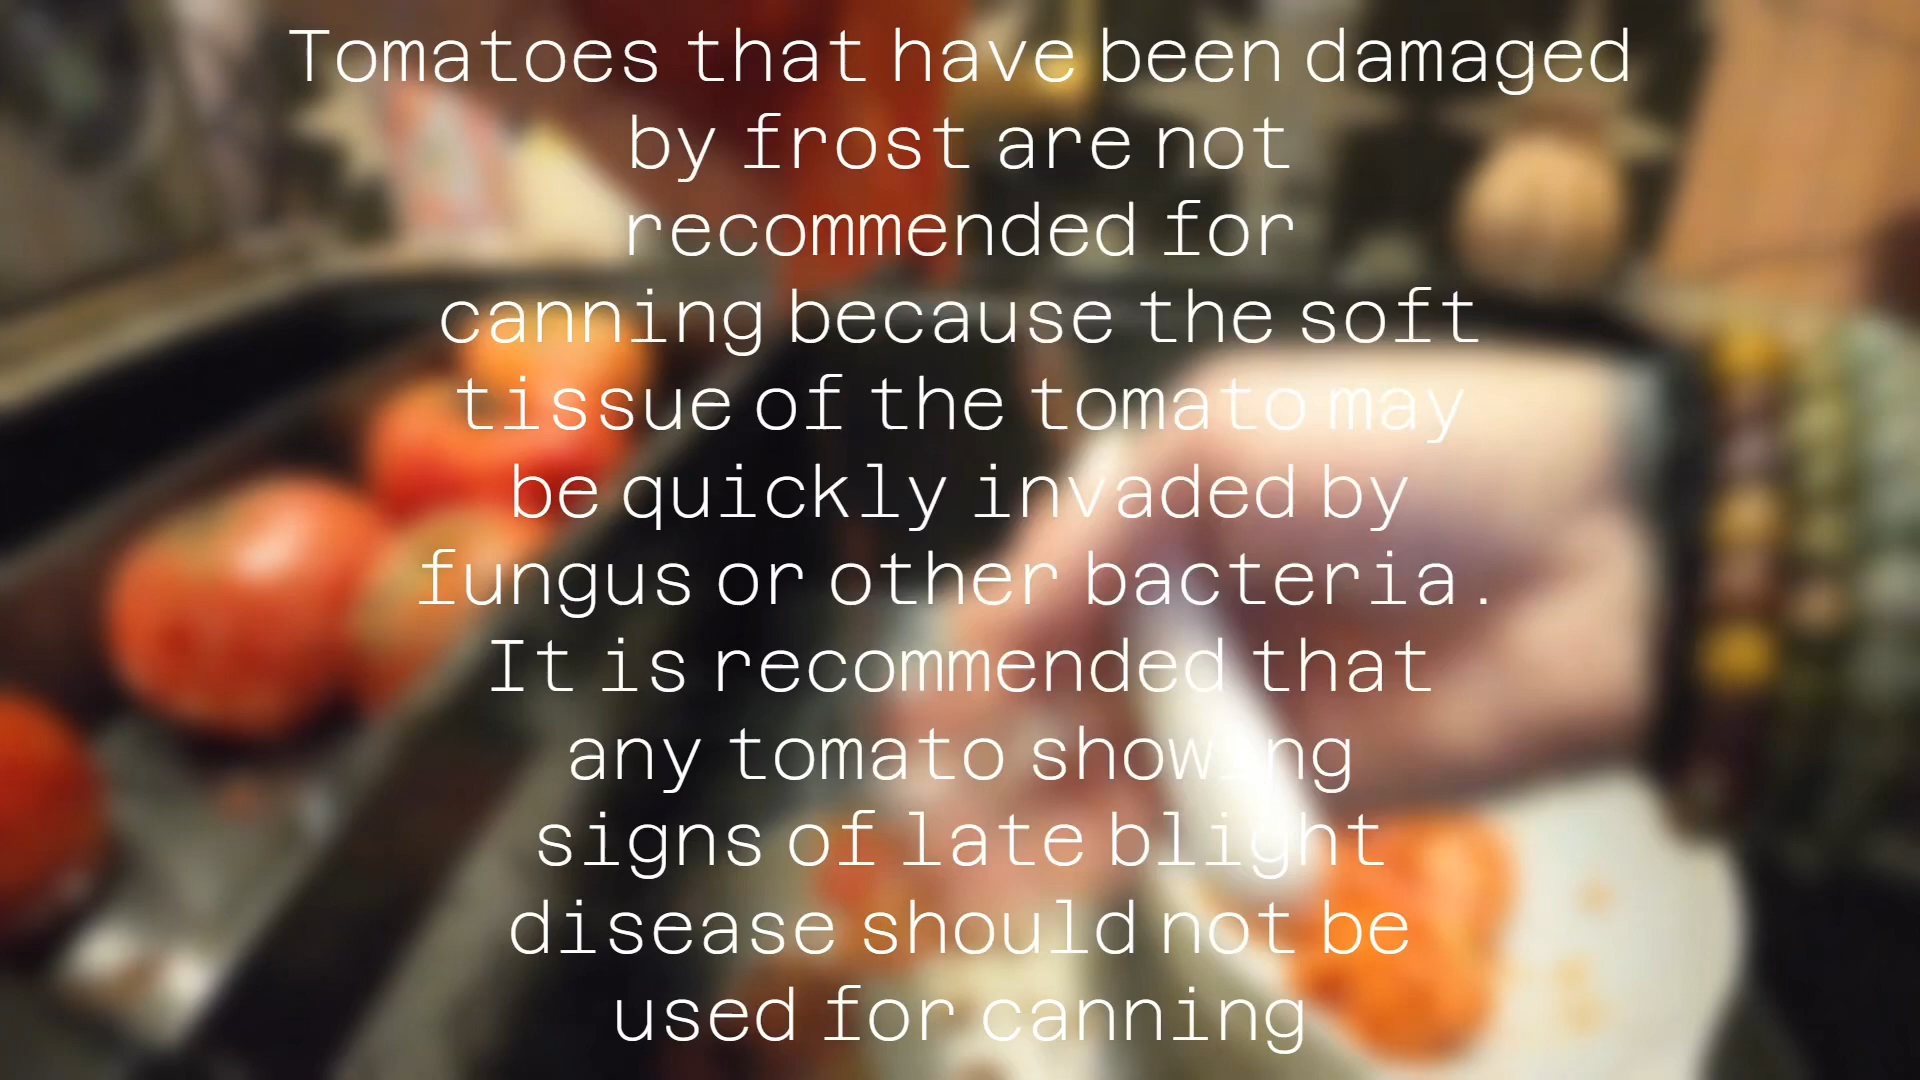 Tomatoes that have been damaged
by frost are not
recommended for
canning because the soft
tissue of the tomato may
be quickly invaded by
fungus or other bacteria.
It is recommended that
any tomato showing
signs of late blight
disease should not be
used for canning